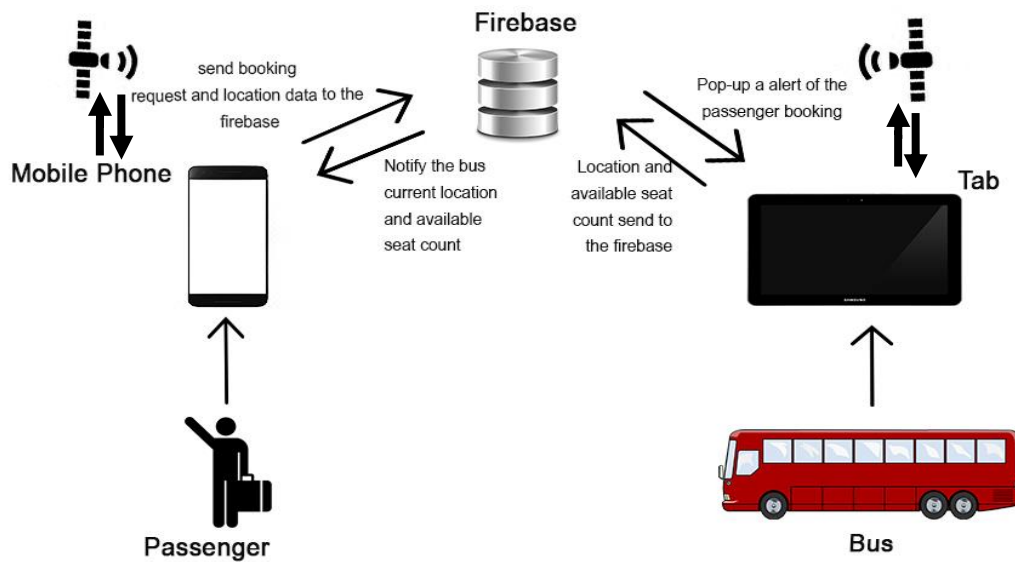 Firebase
send booking
request and location data to the
firebase
Pop-up a alert of the
passenger booking
Mobile Phone
Notify the bus
current location
and available
seat count
Location and
available seat
count send to
the firebase
Tab
SAMSUNG
Passenger
Bus